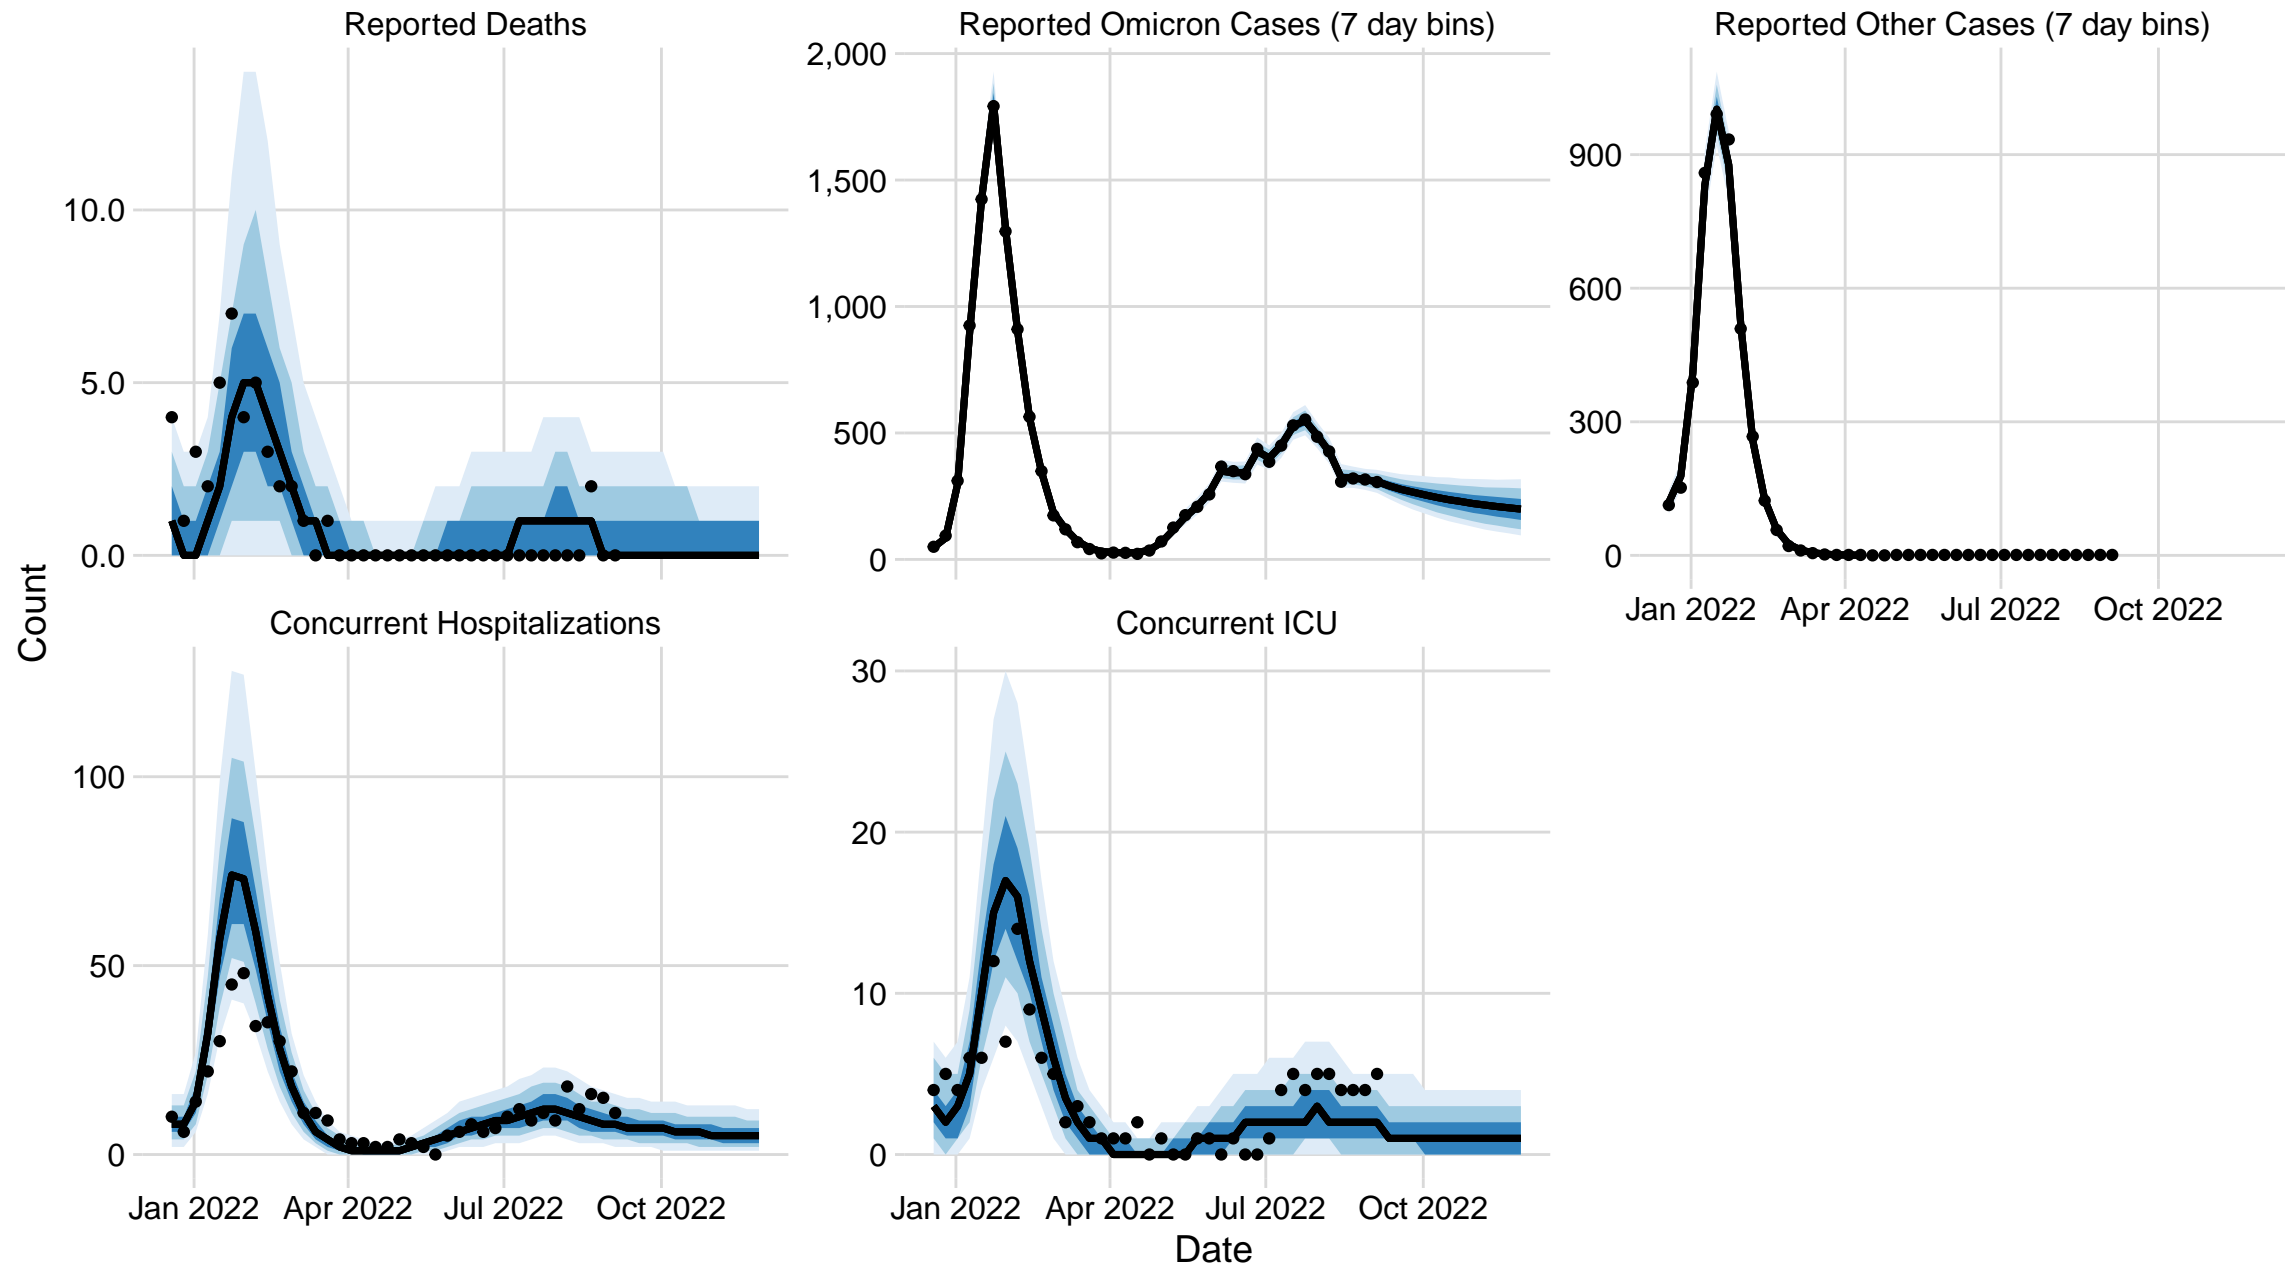 Reported Deaths
Reported Omicron Cases (7 day bins)
Reported Other Cases (7 day bins)
10.0
5.0
0.0
2,000
1,500
1,000
500
0
900
600
300
0
Jan 2022 Apr 2022 Jul 2022 Oct 2022
Count
Concurrent Hospitalizations
Concurrent ICU
100
50
0
30
20
10
0
Jan 2022 Apr 2022 Jul 2022 Oct 2022
Jan 2022 Apr 2022 Jul 2022 Oct 2022
Date